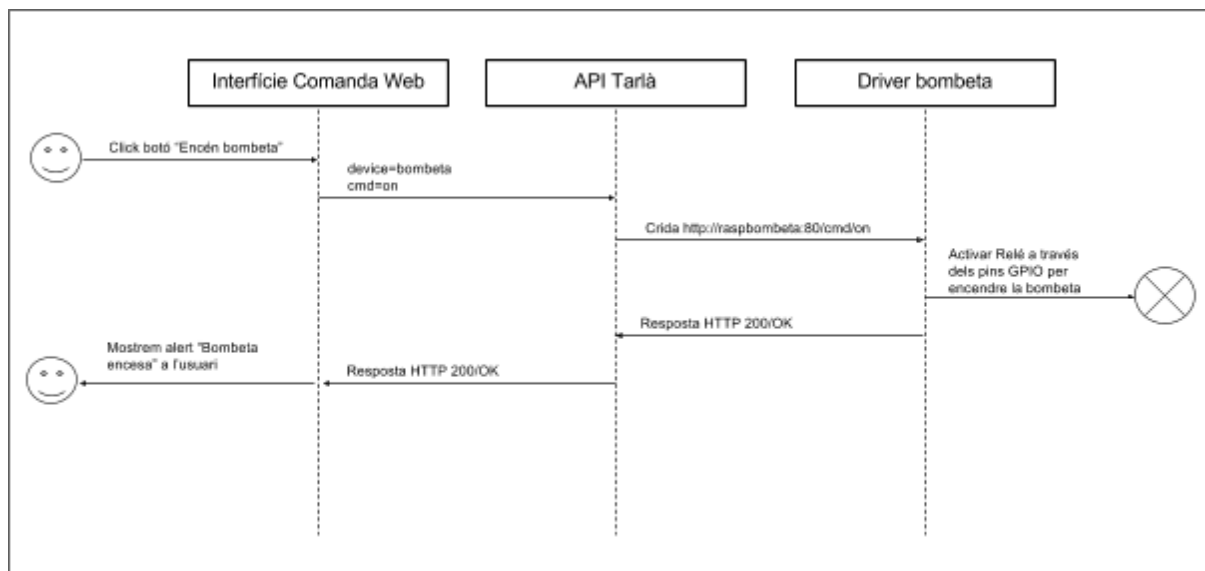 Interfície Comanda Web
API Tarlà
Driver bombeta
Click botó "Encén bombeta"
device=bombeta
cmd=on
Crida http://raspbombeta:80/cmd/on
Activar Relé a través
dels pins GPIO per
encendre la bombeta
Resposta HTTP 200/OK
Mostrem alert "Bombeta
encesa" a l'usuari
Resposta HTTP 200/OK